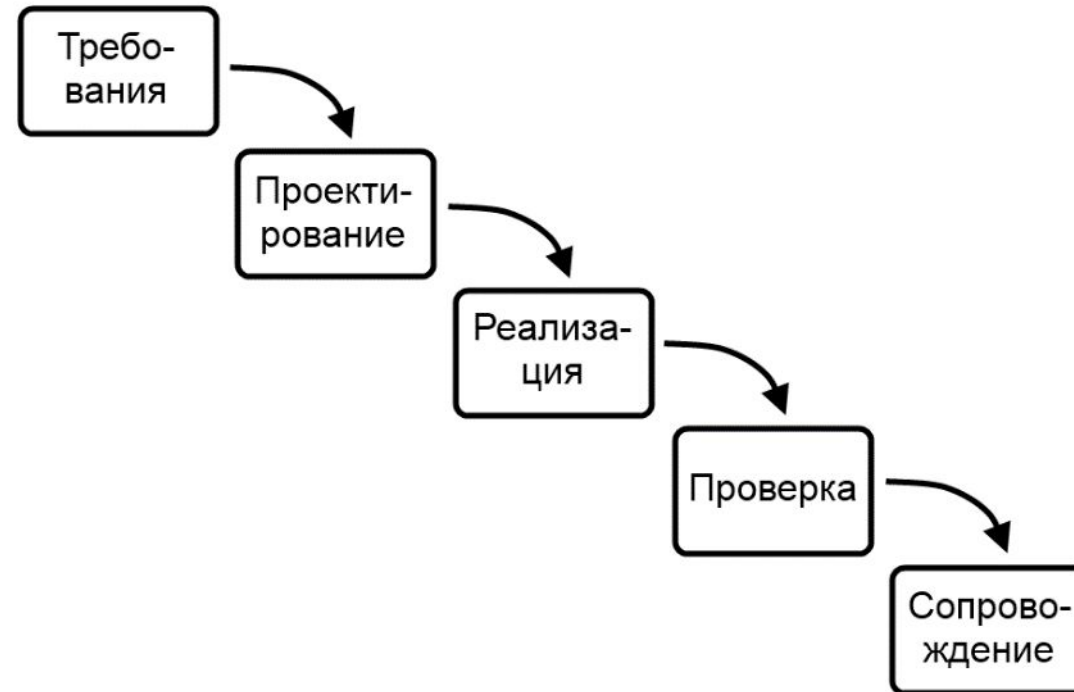 Требо-
вания
Проекти-
рование
Реализа-
ция
Проверка
Сопрово-
ждение